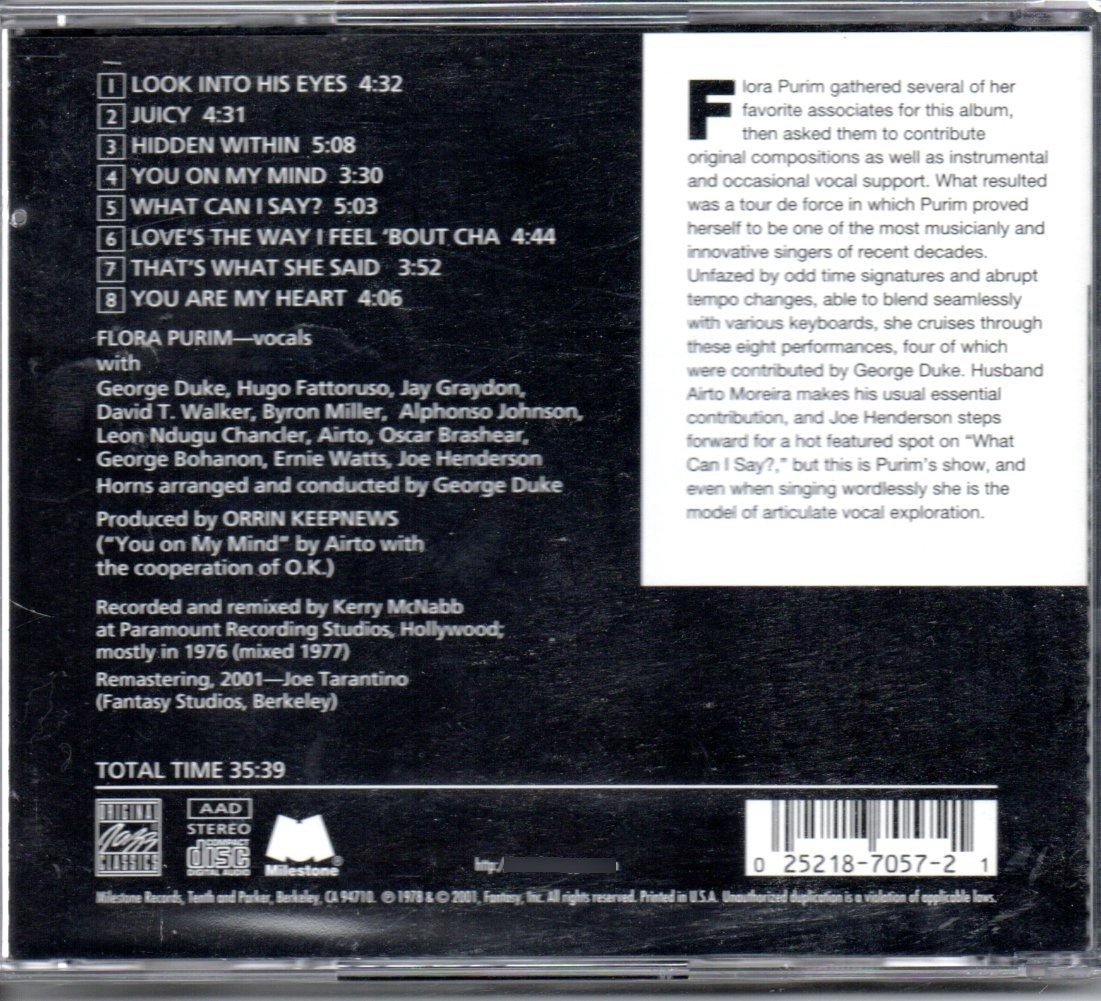 1 LOOK INTO HIS EYES 4:32
2 JUICY 4:31
3 HIDDEN WITHIN 5:08
4 YOU ON MY MIND 3:30
5 WHAT CAN I SAY? 5:03
6 LOVE'S THE WAY I FEEL 'BOUT CHA 4:44
7 THAT'S WHAT SHE SAID 3:52
8 YOU ARE MY HEART 4:06
FLORA PURIM—vocals
with
George Duke, Hugo Fattoruso, Jay Graydon,
David T. Walker, Byron Miller, Alphonso Johnson,
Leon Ndugu Chancler, Airto, Oscar Brashear,
George Bohanon, Ernie Watts, Joe Henderson
Horns arranged and conducted by George Duke
Produced by ORRIN KEEPNEWS
("You on My Mind" by Airto with
the cooperation of O.K.)
Recorded and remixed by Kerry McNabb
at Paramount Recording Studios, Hollywood;
mostly in 1976 (mixed 1977)
Remastering, 2001—Joe Tarantino
(Fantasy Studios, Berkeley)
TOTAL TIME 35:39
Flora Purim gathered several of her
favorite associates for this album,
then asked them to contribute
original compositions as well as instrumental
and occasional vocal support. What resulted
was a tour de force in which Purim proved
herself to be one of the most musicianly and
innovative singers of recent decades.
Unfazed by odd time signatures and abrupt
tempo changes, able to blend seamlessly
with various keyboards, she cruises through
these eight performances, four of which
were contributed by George Duke. Husband
Airto Moreira makes his usual essential
contribution, and Joe Henderson steps
forward for a hot featured spot on "What
Can I Say?," but this is Purim's show, and
even when singing wordlessly she is the
model of articulate vocal exploration.
ORIGINAL
Jazz
CLASSICS
AAD
STEREO
COMPACT
disc
DIGITAL AUDIO
Milestone®
http:/
0 25218-7057-2 1
Milestone Records, Tenth and Parker, Berkeley, CA 94710. ℗ 1978 & © 2001, Fantasy, Inc. All rights reserved. Printed in U.S.A. Unauthorized duplication is a violation of applicable laws.